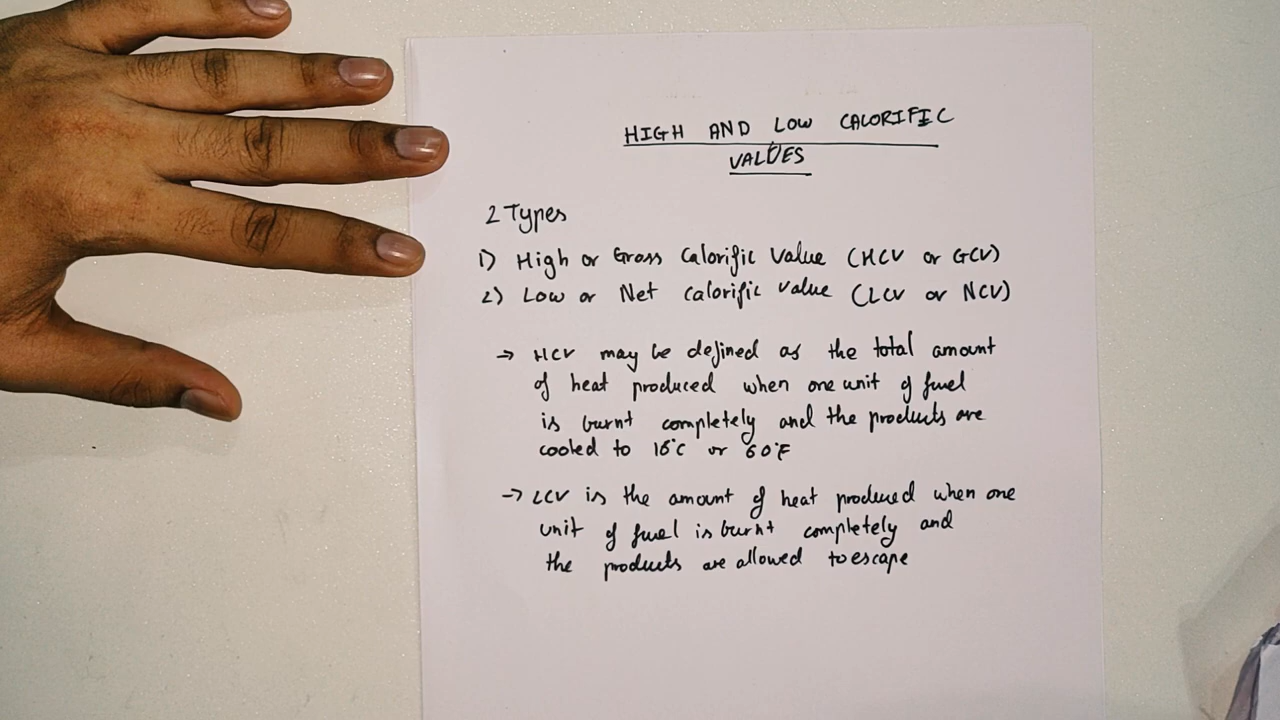 HIGH AND LOW CALORIFIC
VALUES
2 Types
1) High or Gross Calorific Value (HCV or GCV)
2) Low or Net Calorific Value (LCV or NCV)
→ HCV may be defined as the total amount
of heat produced when one unit of fuel
is burnt completely and the products are
cooled to 15°C or 60°F
→ LCV is the amount of heat produced when one
unit of fuel is burnt completely and
the products are allowed to escape